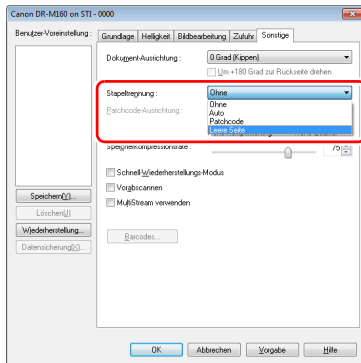 Canon DR-M160 on STI - 0000
Benutzer-Voreinstellung :
Grundlage Helligkeit Bildbearbeitung Zufuhr Sonstige
Dokument-Ausrichtung : 0 Grad (Kippen)
Um +180 Grad zur Rückseite drehen
Stapeltrennung : Ohne
Ohne
Patchcode-Ausrichtung : Auto
Patchcode
Leere Seite
Speicherkompressionsrate : 75
Schnell-Wiederherstellungs-Modus
Vorabscannen
MultiStream verwenden
Speichern(Y)...
Löschen(J)
Wiederherstellung...
Datensicherung(N)...
Barcodes...
OK Abbrechen Vorgabe Hilfe